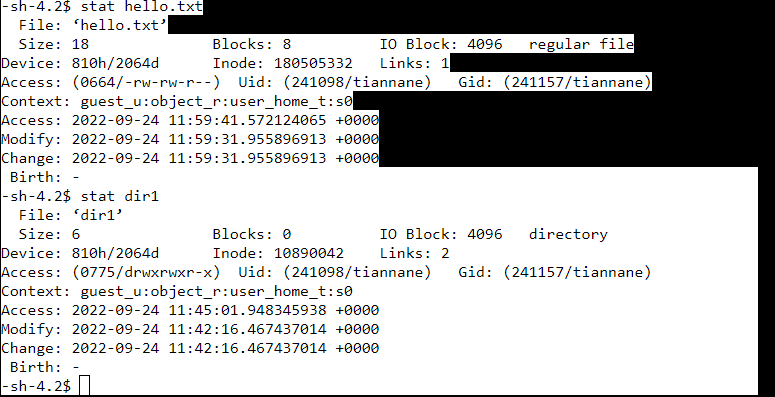 -sh-4.2$ stat hello.txt
  File: ‘hello.txt’
  Size: 18        	Blocks: 8          IO Block: 4096   regular file
Device: 810h/2064d	Inode: 180505332   Links: 1
Access: (0664/-rw-rw-r--)  Uid: (241098/tiannane)   Gid: (241157/tiannane)
Context: guest_u:object_r:user_home_t:s0
Access: 2022-09-24 11:59:41.572124065 +0000
Modify: 2022-09-24 11:59:31.955896913 +0000
Change: 2022-09-24 11:59:31.955896913 +0000
 Birth: -
-sh-4.2$ stat dir1
  File: ‘dir1’
  Size: 6         	Blocks: 0          IO Block: 4096   directory
Device: 810h/2064d	Inode: 10890042    Links: 2
Access: (0775/drwxrwxr-x)  Uid: (241098/tiannane)   Gid: (241157/tiannane)
Context: guest_u:object_r:user_home_t:s0
Access: 2022-09-24 11:45:01.948345938 +0000
Modify: 2022-09-24 11:42:16.467437014 +0000
Change: 2022-09-24 11:42:16.467437014 +0000
 Birth: -
-sh-4.2$